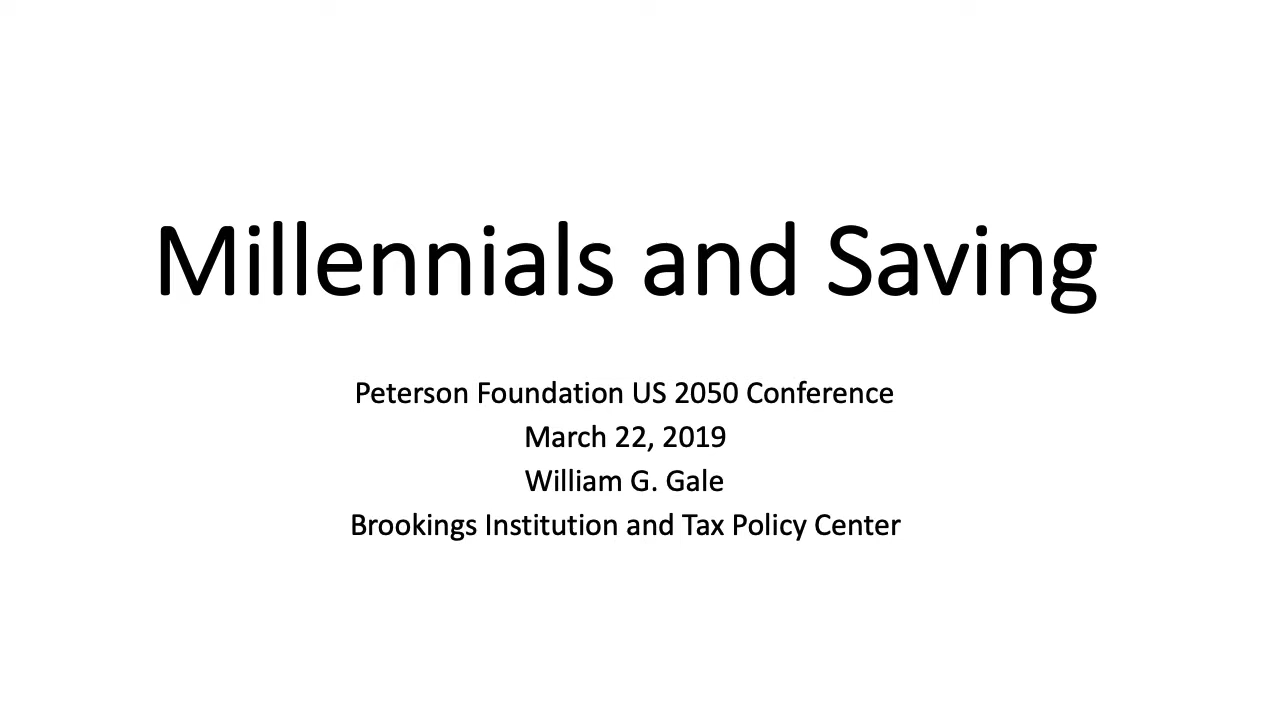 Millennials and Saving
Peterson Foundation US 2050 Conference
March 22, 2019
William G. Gale
Brookings Institution and Tax Policy Center